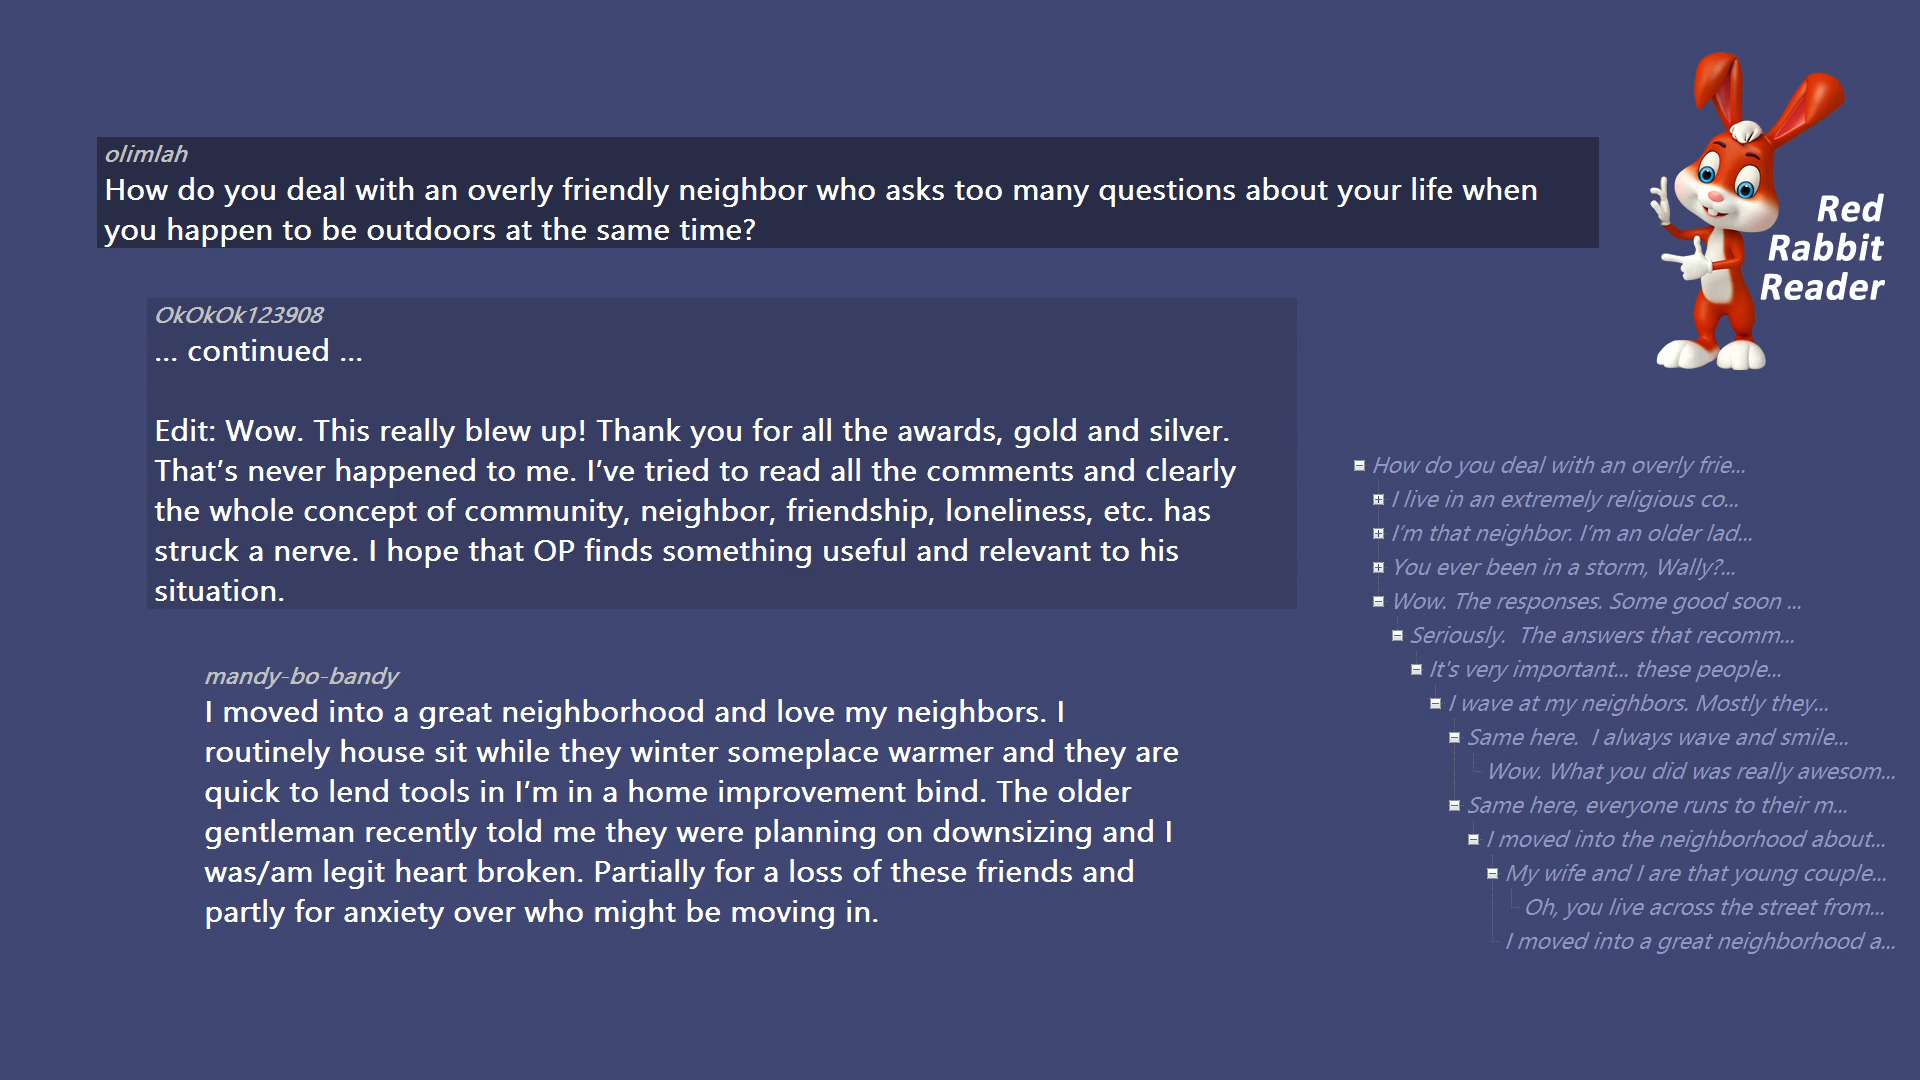 olimlah
How do you deal with an overly friendly neighbor who asks too many questions about your life when
you happen to be outdoors at the same time?
Red
Rabbit
Reader
OkOkOk123908
... continued ...
Edit: Wow. This really blew up! Thank you for all the awards, gold and silver.
That’s never happened to me. I’ve tried to read all the comments and clearly
the whole concept of community, neighbor, friendship, loneliness, etc. has
struck a nerve. I hope that OP finds something useful and relevant to his
situation.
mandy-bo-bandy
I moved into a great neighborhood and love my neighbors. I
routinely house sit while they winter someplace warmer and they are
quick to lend tools in I’m in a home improvement bind. The older
gentleman recently told me they were planning on downsizing and I
was/am legit heart broken. Partially for a loss of these friends and
partly for anxiety over who might be moving in.
How do you deal with an overly frie...
I live in an extremely religious co...
I’m that neighbor. I’m an older lad...
You ever been in a storm, Wally?...
Wow. The responses. Some good soon ...
Seriously.  The answers that recomm...
It's very important... these people...
I wave at my neighbors. Mostly they...
Same here.  I always wave and smile...
Wow. What you did was really awesom...
Same here, everyone runs to their m...
I moved into the neighborhood about...
My wife and I are that young couple...
Oh, you live across the street from...
I moved into a great neighborhood a...